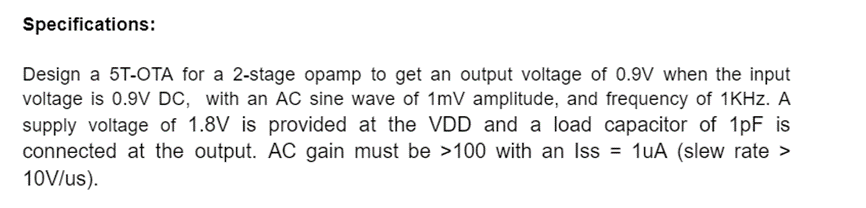 Specifications:
Design a 5T-OTA for a 2-stage opamp to get an output voltage of 0.9V when the input
voltage is 0.9V DC, with an AC sine wave of 1mV amplitude, and frequency of 1KHz. A
supply voltage of 1.8V is provided at the VDD and a load capacitor of 1pF is
connected at the output. AC gain must be >100 with an Iss = 1uA (slew rate >
10V/us).